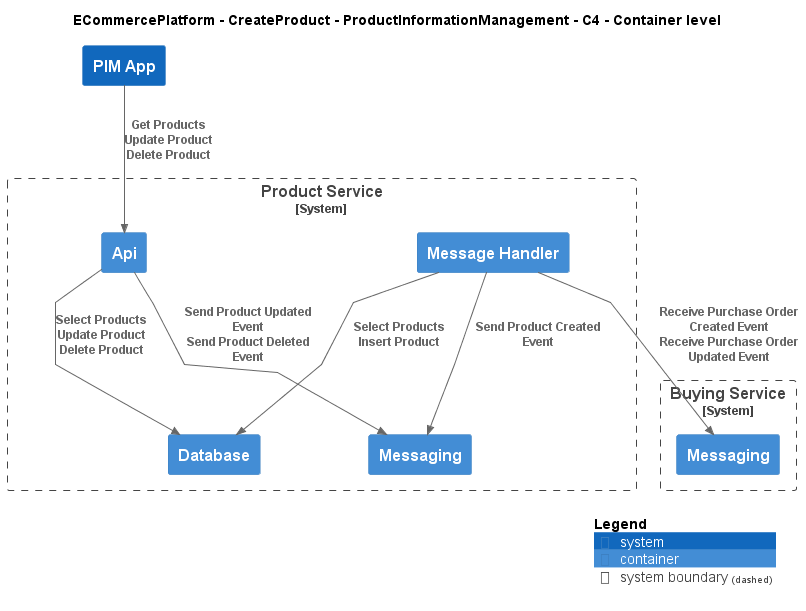 ECommercePlatform - CreateProduct - ProductInformationManagement - C4 - Container level
PIM App
Get Products
Update Product
Delete Product
Product Service
[System]
Api
Message Handler
Select Products
Update Product
Delete Product
Send Product Updated
Event
Send Product Deleted
Event
Select Products
Insert Product
Send Product Created
Event
Receive Purchase Order
Created Event
Receive Purchase Order
Updated Event
Buying Service
[System]
Database
Messaging
Messaging
Legend
system
container
system boundary (dashed)